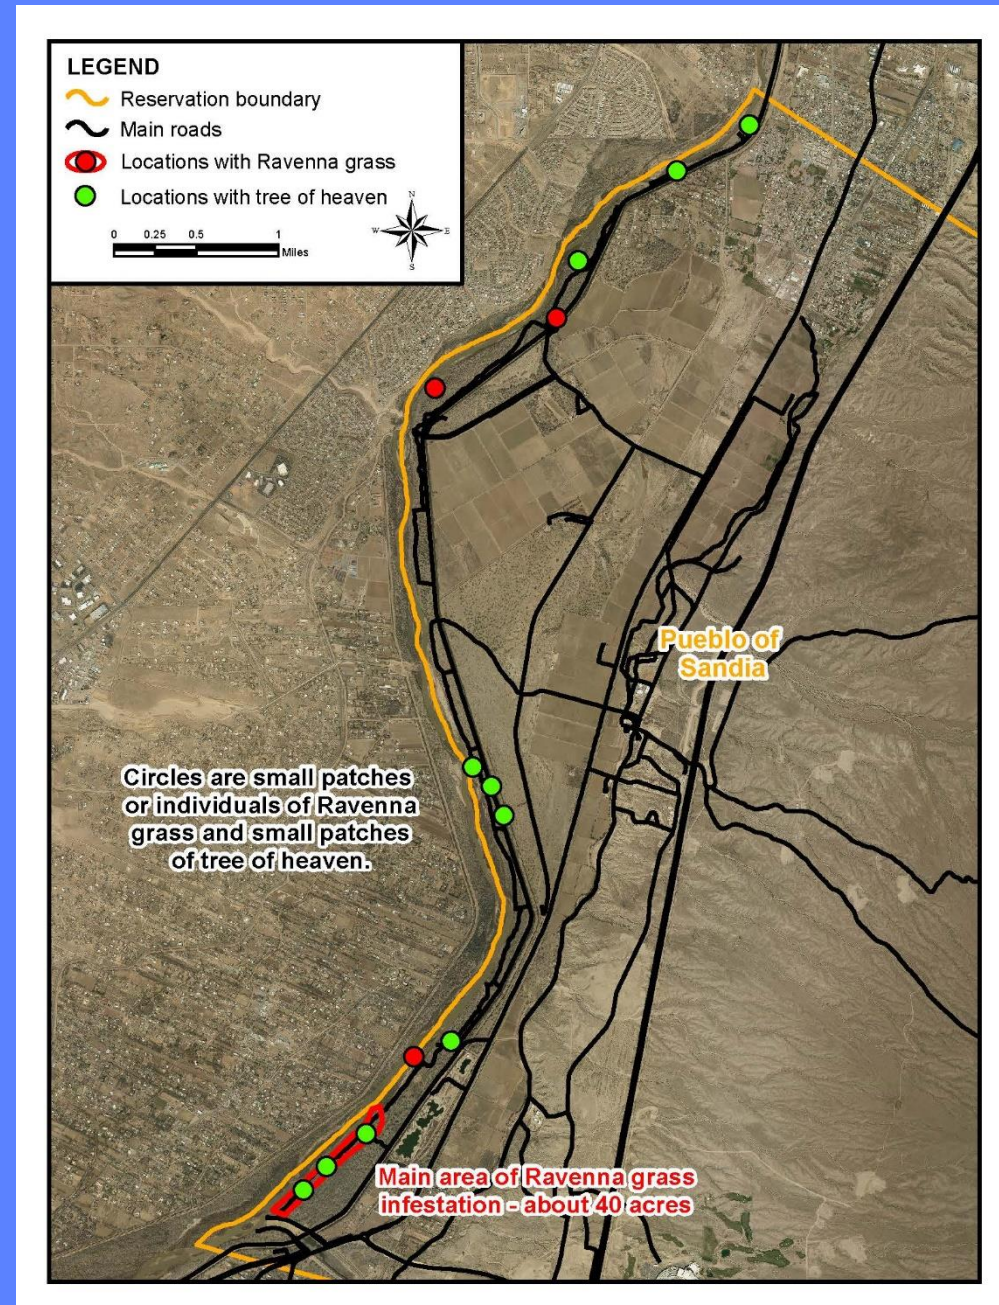 LEGEND
Reservation boundary
Main roads
Locations with Ravenna grass
Locations with tree of heaven
N
W E
S
0 0.25 0.5 1
Miles
Pueblo of
Sandia
Circles are small patches
or individuals of Ravenna
grass and small patches
of tree of heaven.
Main area of Ravenna grass
infestation - about 40 acres